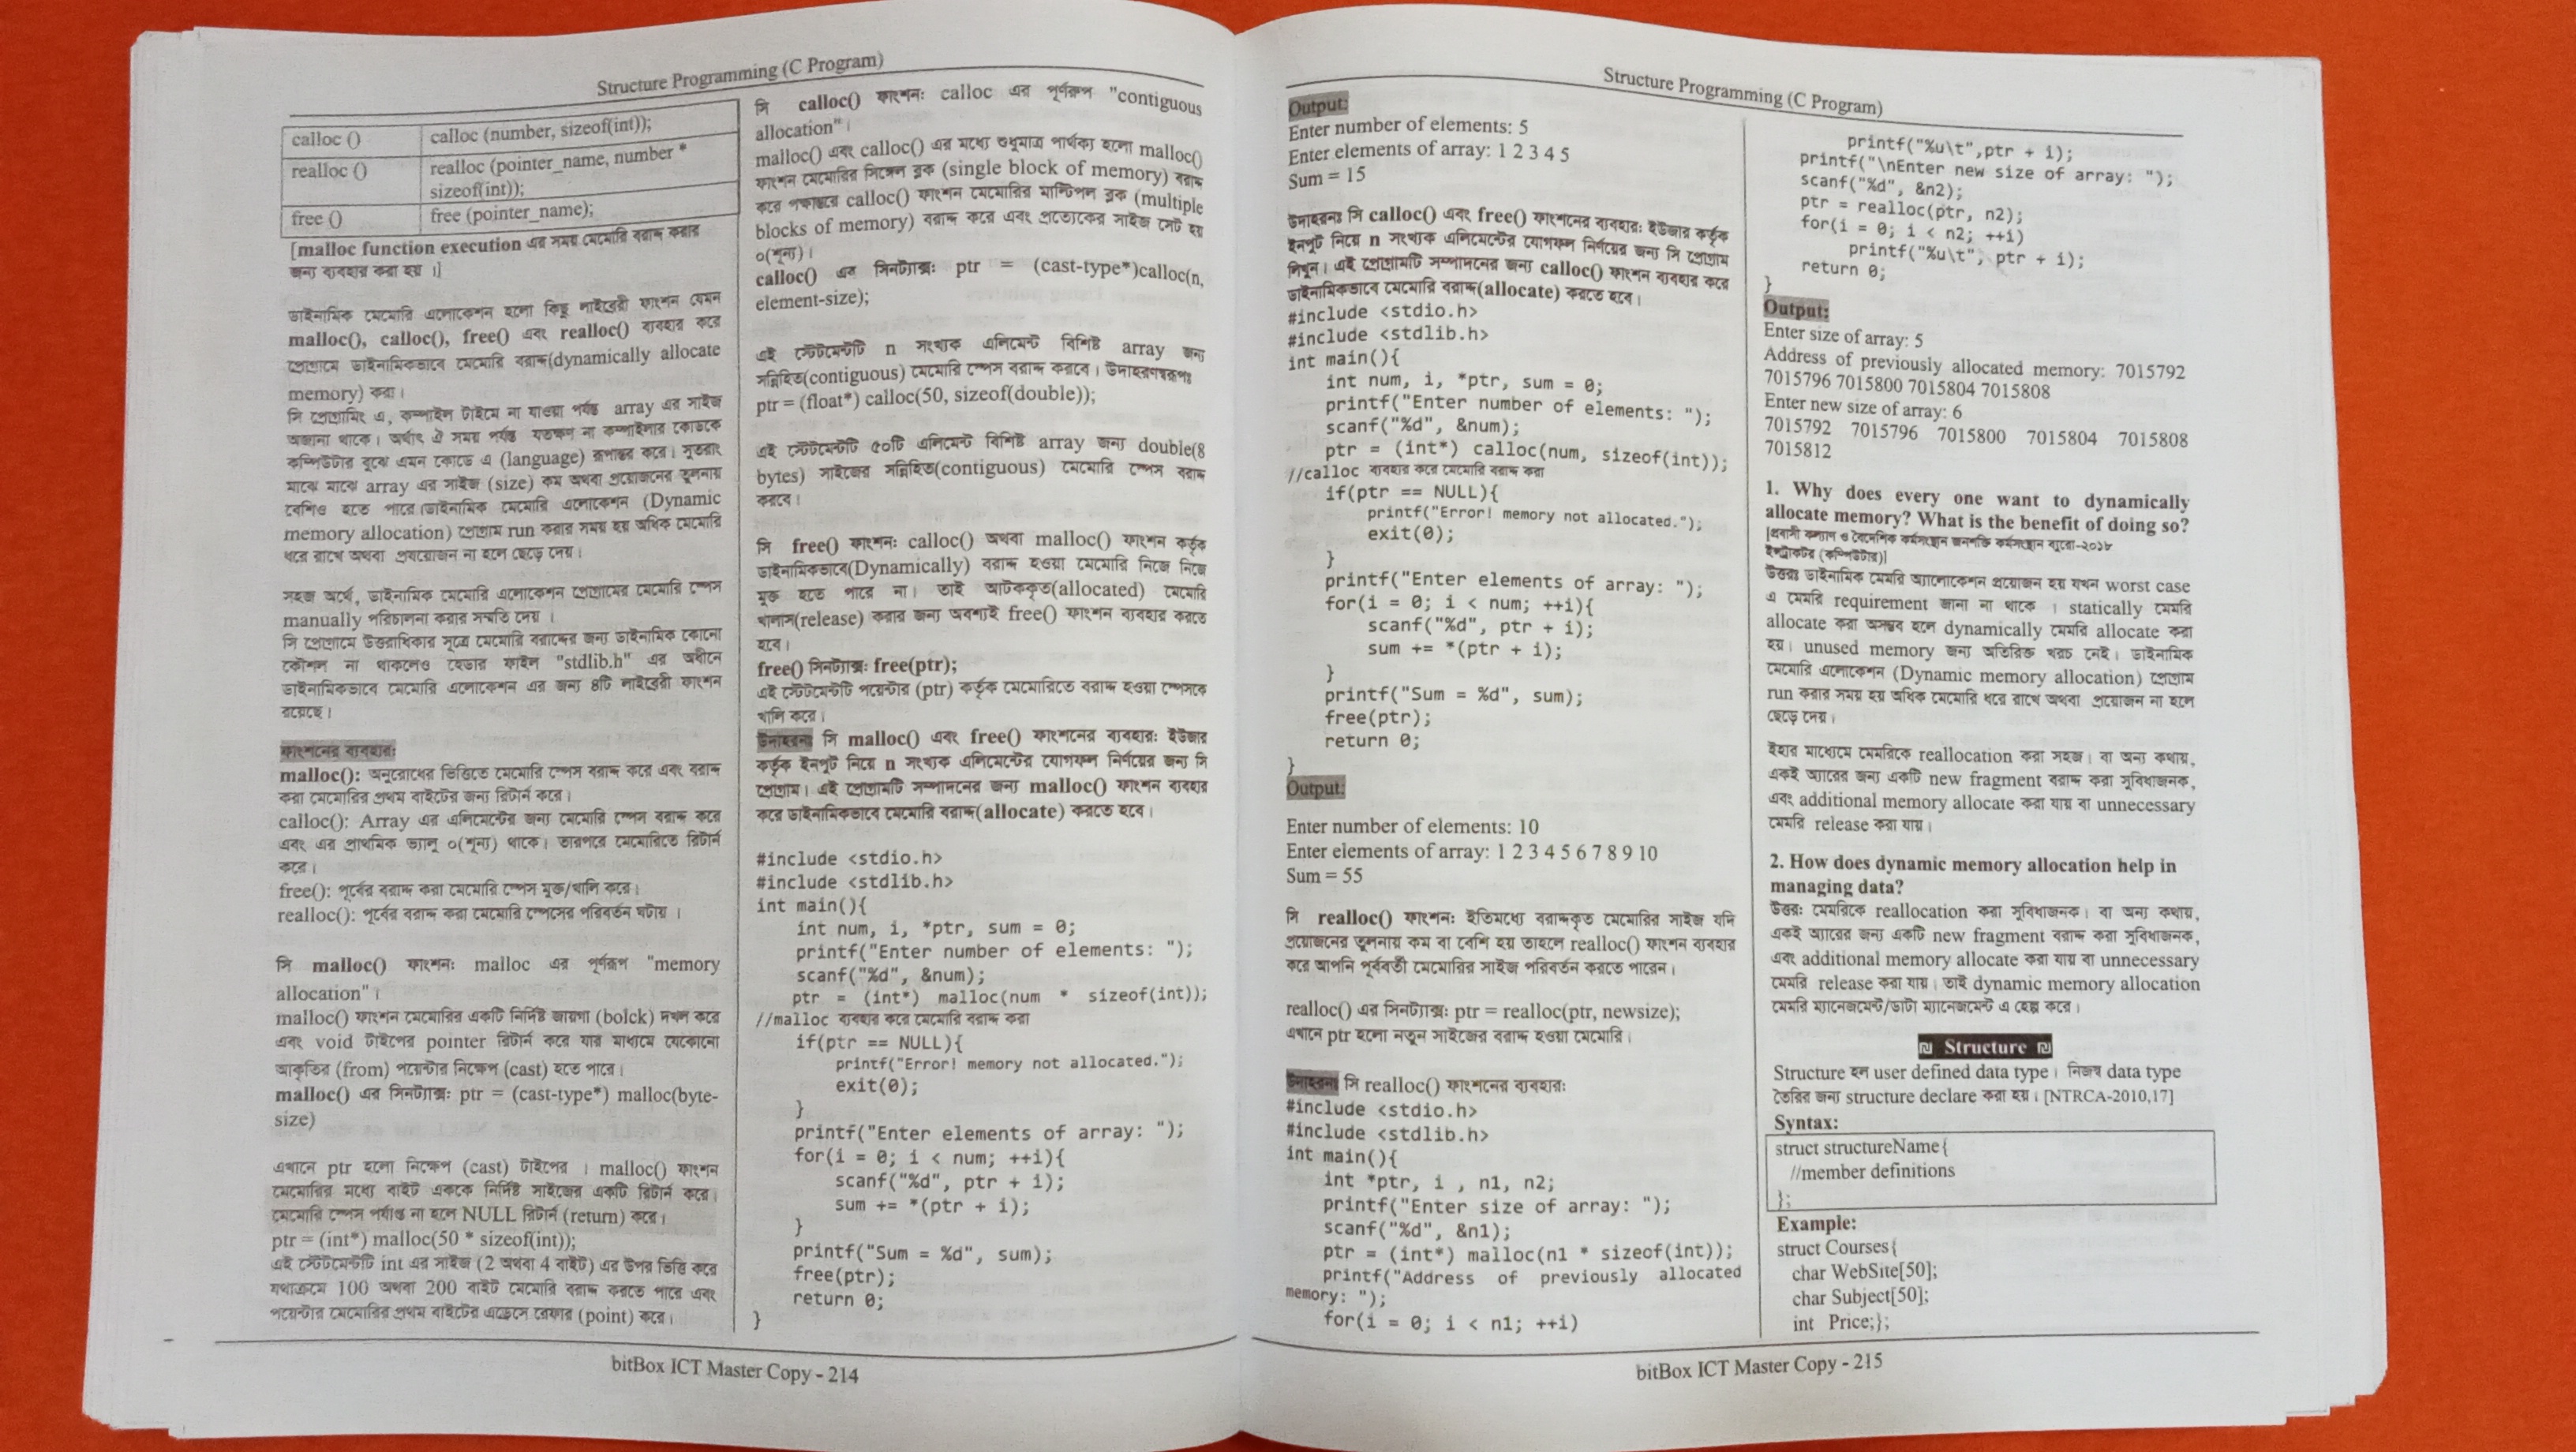 Structure Programming (C Program)
calloc () calloc (number, sizeof(int));
realloc () realloc (pointer_name, number *
sizeof(int));
free () free (pointer_name);
[malloc function execution এর সময় মেমোরি বরাদ্দ করার
জন্য ব্যবহার করা হয় ।]
ডাইনামিক মেমোরি এলোকেশন হলো কিছু লাইব্রেরী ফাংশন যেমন
malloc(), calloc(), free() এবং realloc() ব্যবহার করে
প্রোগ্রামে ডাইনামিকভাবে মেমোরি বরাদ্দ(dynamically allocate
memory) করা।
সি প্রোগ্রামিং এ, কম্পাইল টাইমে না যাওয়া পর্যন্ত array এর সাইজ
অজানা থাকে। অর্থাৎ ঐ সময় পর্যন্ত যতক্ষণ না কম্পাইলার কোডকে
কম্পিউটার বুঝে এমন কোডে এ (language) রূপান্তর করে। সুতরাং
মাঝে মাঝে array এর সাইজ (size) কম অথবা প্রয়োজনের তুলনায়
বেশিও হতে পারে।ডাইনামিক মেমোরি এলোকেশন (Dynamic
memory allocation) প্রোগ্রাম run করার সময় হয় অধিক মেমোরি
ধরে রাখে অথবা প্রয়য়োজন না হলে ছেড়ে দেয়।
সহজ অর্থে, ডাইনামিক মেমোরি এলোকেশন প্রোগ্রামের মেমোরি স্পেস
manually পরিচালনা করার সম্মতি দেয় ।
সি প্রোগ্রামে উত্তরাধিকার সূত্রে মেমোরি বরাদ্দের জন্য ডাইনামিক কোনো
কৌশল না থাকলেও হেডার ফাইল "stdlib.h" এর অধীনে
ডাইনামিকভাবে মেমোরি এলোকেশন এর জন্য ৪টি লাইব্রেরী ফাংশন
রয়েছে।
ফাংশনের ব্যবহার:
malloc(): অনুরোধের ভিত্তিতে মেমোরি স্পেস বরাদ্দ করে এবং বরাদ্দ
করা মেমোরির প্রথম বাইটের জন্য রিটার্ন করে।
calloc(): Array এর এলিমেন্টের জন্য মেমোরি স্পেস বরাদ্দ করে
এবং এর প্রাথমিক ভ্যালু ০(শূন্য) থাকে। তারপরে মেমোরিতে রিটার্ন
করে।
free(): পূর্বের বরাদ্দ করা মেমোরি স্পেস মুক্ত/খালি করে।
realloc(): পূর্বের বরাদ্দ করা মেমোরি স্পেসের পরিবর্তন ঘটায় ।
সি malloc() ফাংশন: malloc এর পূর্ণরূপ "memory
allocation"।
malloc() ফাংশন মেমোরির একটি নির্দিষ্ট জায়গা (bolck) দখল করে
এবং void টাইপের pointer রিটার্ন করে যার মাধ্যমে যেকোনো
আকৃতির (from) পয়েন্টার নিক্ষেপ (cast) হতে পারে।
malloc() এর সিনট্যাক্স: ptr = (cast-type*) malloc(byte-
size)
এখানে ptr হলো নিক্ষেপ (cast) টাইপের । malloc() ফাংশন
মেমোরির মধ্যে বাইট এককে নির্দিষ্ট সাইজের একটি রিটার্ন করে।
মেমোরি স্পেস পর্যাপ্ত না হলে NULL রিটার্ন (return) করে।
ptr = (int*) malloc(50 * sizeof(int));
এই স্টেটমেন্টটি int এর সাইজ (2 অথবা 4 বাইট) এর উপর ভিত্তি করে
যথাক্রমে 100 অথবা 200 বাইট মেমোরি বরাদ্দ করতে পারে এবং
পয়েন্টার মেমোরির প্রথম বাইটের এড্রেসে রেফার (point) করে।
সি calloc() ফাংশন: calloc এর পূর্ণরূপ "contiguous
allocation"।
malloc() এবং calloc() এর মধ্যে শুধুমাত্র পার্থক্য হলো malloc()
ফাংশন মেমোরির সিঙ্গেল ব্লক (single block of memory) বরাদ্দ
করে পক্ষান্তরে calloc() ফাংশন মেমোরির মাল্টিপল ব্লক (multiple
blocks of memory) বরাদ্দ করে এবং প্রত্যেকের সাইজ সেট হয়
০(শূন্য)।
calloc() এর সিনট্যাক্স: ptr = (cast-type*)calloc(n,
element-size);
এই স্টেটমেন্টটি n সংখ্যক এলিমেন্ট বিশিষ্ট array জন্য
সন্নিহিত(contiguous) মেমোরি স্পেস বরাদ্দ করবে। উদাহরণস্বরূপঃ
ptr = (float*) calloc(50, sizeof(double));
এই স্টেটমেন্টটি ৫০টি এলিমেন্ট বিশিষ্ট array জন্য double(8
bytes) সাইজের সন্নিহিত(contiguous) মেমোরি স্পেস বরাদ্দ
করবে।
সি free() ফাংশন: calloc() অথবা malloc() ফাংশন কর্তৃক
ডাইনামিকভাবে(Dynamically) বরাদ্দ হওয়া মেমোরি নিজে নিজে
মুক্ত হতে পারে না। তাই আটককৃত(allocated) মেমোরি
খালাস(release) করার জন্য অবশ্যই free() ফাংশন ব্যবহার করতে
হবে।
free() সিনট্যাক্স: free(ptr);
এই স্টেটমেন্টটি পয়েন্টার (ptr) কর্তৃক মেমোরিতে বরাদ্দ হওয়া স্পেসকে
খালি করে।
উদাহরনঃ সি malloc() এবং free() ফাংশনের ব্যবহার: ইউজার
কর্তৃক ইনপুট নিয়ে n সংখ্যক এলিমেন্টের যোগফল নির্ণয়ের জন্য সি
প্রোগ্রাম। এই প্রোগ্রামটি সম্পাদনের জন্য malloc() ফাংশন ব্যবহার
করে ডাইনামিকভাবে মেমোরি বরাদ্দ(allocate) করতে হবে।
#include <stdio.h>
#include <stdlib.h>
int main(){
int num, i, *ptr, sum = 0;
printf("Enter number of elements: ");
scanf("%d", &num);
ptr = (int*) malloc(num * sizeof(int));
//malloc ব্যবহার করে মেমোরি বরাদ্দ করা
if(ptr == NULL){
printf("Error! memory not allocated.");
exit(0);
}
printf("Enter elements of array: ");
for(i = 0; i < num; ++i){
scanf("%d", ptr + i);
sum += *(ptr + i);
}
printf("Sum = %d", sum);
free(ptr);
return 0;
}
bitBox ICT Master Copy - 214
Structure Programming (C Program)
Output:
Enter number of elements: 5
Enter elements of array: 1 2 3 4 5
Sum = 15
উদাহরনঃ সি calloc() এবং free() ফাংশনের ব্যবহার: ইউজার কর্তৃক
ইনপুট নিয়ে n সংখ্যক এলিমেন্টের যোগফল নির্ণয়ের জন্য সি প্রোগ্রাম
লিখুন। এই প্রোগ্রামটি সম্পাদনের জন্য calloc() ফাংশন ব্যবহার করে
ডাইনামিকভাবে মেমোরি বরাদ্দ(allocate) করতে হবে।
#include <stdio.h>
#include <stdlib.h>
int main(){
int num, i, *ptr, sum = 0;
printf("Enter number of elements: ");
scanf("%d", &num);
ptr = (int*) calloc(num, sizeof(int));
//calloc ব্যবহার করে মেমোরি বরাদ্দ করা
if(ptr == NULL){
printf("Error! memory not allocated.");
exit(0);
}
printf("Enter elements of array: ");
for(i = 0; i < num; ++i){
scanf("%d", ptr + i);
sum += *(ptr + i);
}
printf("Sum = %d", sum);
free(ptr);
return 0;
}
Output:
Enter number of elements: 10
Enter elements of array: 1 2 3 4 5 6 7 8 9 10
Sum = 55
সি realloc() ফাংশন: ইতিমধ্যে বরাদ্দকৃত মেমোরির সাইজ যদি
প্রয়োজনের তুলনায় কম বা বেশি হয় তাহলে realloc() ফাংশন ব্যবহার
করে আপনি পূর্ববর্তী মেমোরির সাইজ পরিবর্তন করতে পারেন।
realloc() এর সিনট্যাক্স: ptr = realloc(ptr, newsize);
এখানে ptr হলো নতুন সাইজের বরাদ্দ হওয়া মেমোরি।
উদাহরনঃ সি realloc() ফাংশনের ব্যবহার:
#include <stdio.h>
#include <stdlib.h>
int main(){
int *ptr, i , n1, n2;
printf("Enter size of array: ");
scanf("%d", &n1);
ptr = (int*) malloc(n1 * sizeof(int));
printf("Address of previously allocated
memory: ");
for(i = 0; i < n1; ++i)
printf("%u\t",ptr + i);
printf("\nEnter new size of array: ");
scanf("%d", &n2);
ptr = realloc(ptr, n2);
for(i = 0; i < n2; ++i)
printf("%u\t", ptr + i);
return 0;
}
Output:
Enter size of array: 5
Address of previously allocated memory: 7015792
7015796 7015800 7015804 7015808
Enter new size of array: 6
7015792 7015796 7015800 7015804 7015808
7015812
1. Why does every one want to dynamically
allocate memory? What is the benefit of doing so?
[প্রবাসী কল্যাণ ও বৈদেশিক কর্মসংস্থান জনশক্তি কর্মসংস্থান ব্যুরো-২০১৮
ইন্সট্রাকটর (কম্পিউটার)]
উত্তরঃ ডাইনামিক মেমরি অ্যালোকেশন প্রয়োজন হয় যখন worst case
এ মেমরি requirement জানা না থাকে । statically মেমরি
allocate করা অসম্ভব হলে dynamically মেমরি allocate করা
হয়। unused memory জন্য অতিরিক্ত খরচ নেই। ডাইনামিক
মেমোরি এলোকেশন (Dynamic memory allocation) প্রোগ্রাম
run করার সময় হয় অধিক মেমোরি ধরে রাখে অথবা প্রয়োজন না হলে
ছেড়ে দেয়।
ইহার মাধ্যমে মেমরিকে reallocation করা সহজ। বা অন্য কথায়,
একই অ্যারের জন্য একটি new fragment বরাদ্দ করা সুবিধাজনক,
এবং additional memory allocate করা যায় বা unnecessary
মেমরি release করা যায়।
2. How does dynamic memory allocation help in
managing data?
উত্তর: মেমরিকে reallocation করা সুবিধাজনক। বা অন্য কথায়,
একই অ্যারের জন্য একটি new fragment বরাদ্দ করা সুবিধাজনক,
এবং additional memory allocate করা যায় বা unnecessary
মেমরি release করা যায়। তাই dynamic memory allocation
মেমরি ম্যানেজমেন্ট/ডাটা ম্যানেজমেন্ট এ হেল্প করে।
Structure
Structure হল user defined data type। নিজস্ব data type
তৈরির জন্য structure declare করা হয়। [NTRCA-2010,17]
Syntax:
struct structureName{
//member definitions
};
Example:
struct Courses{
char WebSite[50];
char Subject[50];
int Price;};
bitBox ICT Master Copy - 215